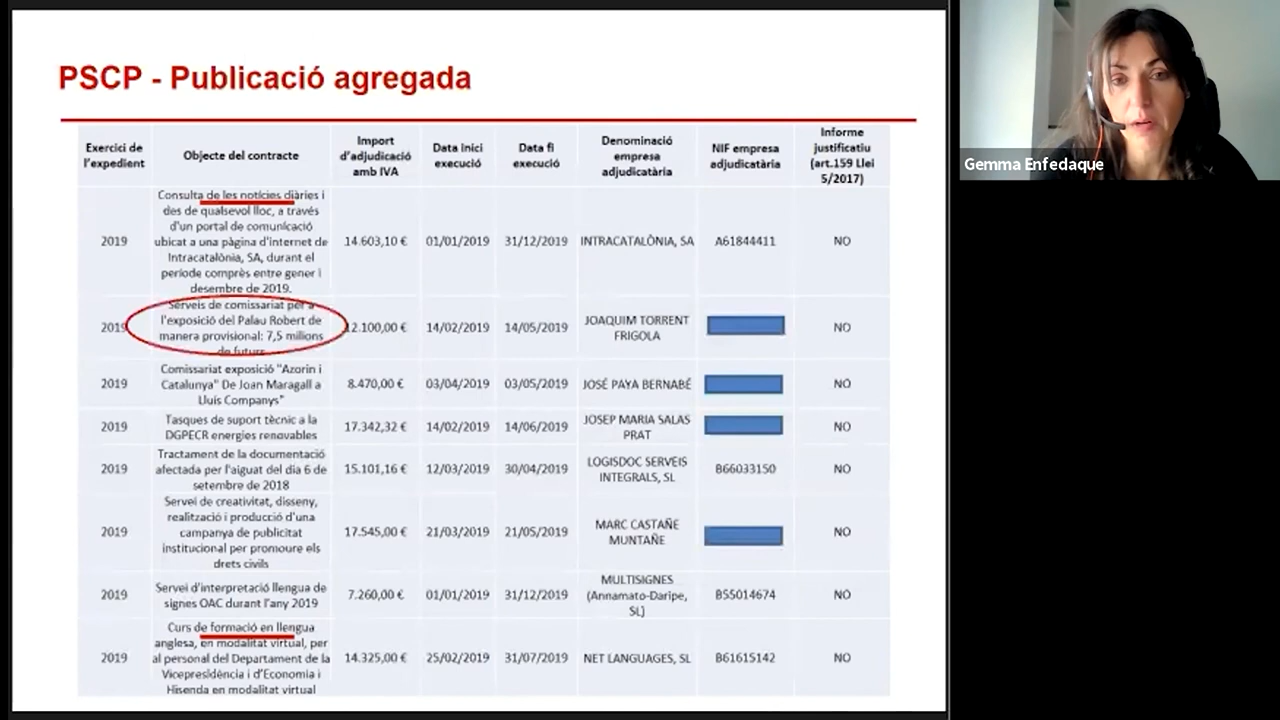 PSCP - Publicació agregada
Gemma Enfedaque
Exercici de
l'expedient
Objecte del contracte
Import
d'adjudicació
amb IVA
Data inici
execució
Data fi
execució
Denominació
empresa
adjudicatària
NIF empresa
adjudicatària
Informe
justificatiu
(art.159 Llei
5/2017)
2019
Consulta de les notícies diàries i
des de qualsevol lloc, a través
d'un portal de comunicació
ubicat a una pàgina d'internet de
Intracatalònia, SA, durant el
període comprès entre gener i
desembre de 2019.
14.603,10 €
01/01/2019
31/12/2019
INTRACATALÒNIA, SA
A61844411
NO
2019
Serveis de comissariat per a
l'exposició del Palau Robert de
manera provisional: 7,5 milions
de futurs
12.100,00 €
14/02/2019
14/05/2019
JOAQUIM TORRENT
FRIGOLA
NO
2019
Comissariat exposició "Azorin i
Catalunya" De Joan Maragall a
Lluis Companys"
8.470,00 €
03/04/2019
03/05/2019
JOSÉ PAYA BERNABÉ
NO
2019
Tasques de suport tècnic a la
DGPECR energies renovables
17.342,32 €
14/02/2019
14/06/2019
JOSEP MARIA SALAS
PRAT
NO
2019
Tractament de la documentació
afectada per l'aiguat del dia 6 de
setembre de 2018
15.101,16 €
12/03/2019
30/04/2019
LOGISDOC SERVEIS
INTEGRALS, SL
B66033150
NO
2019
Servei de creativitat, disseny,
realització i producció d'una
campanya de publicitat
institucional per promoure els
drets civils
17.545,00 €
21/03/2019
21/05/2019
MARC CASTAÑE
MUNTAÑE
NO
2019
Servei d'interpretació llengua de
signes OAC durant l'any 2019
7.260,00 €
01/01/2019
31/12/2019
MULTISIGNES
(Annamato-Daripe,
SL)
B55014674
NO
2019
Curs de formació en llengua
anglesa, en modalitat virtual, per
al personal del Departament de la
Vicepresidència i d'Economia i
Hisenda en modalitat virtual
14.325,00 €
25/02/2019
31/07/2019
NET LANGUAGES, SL
B61615142
NO